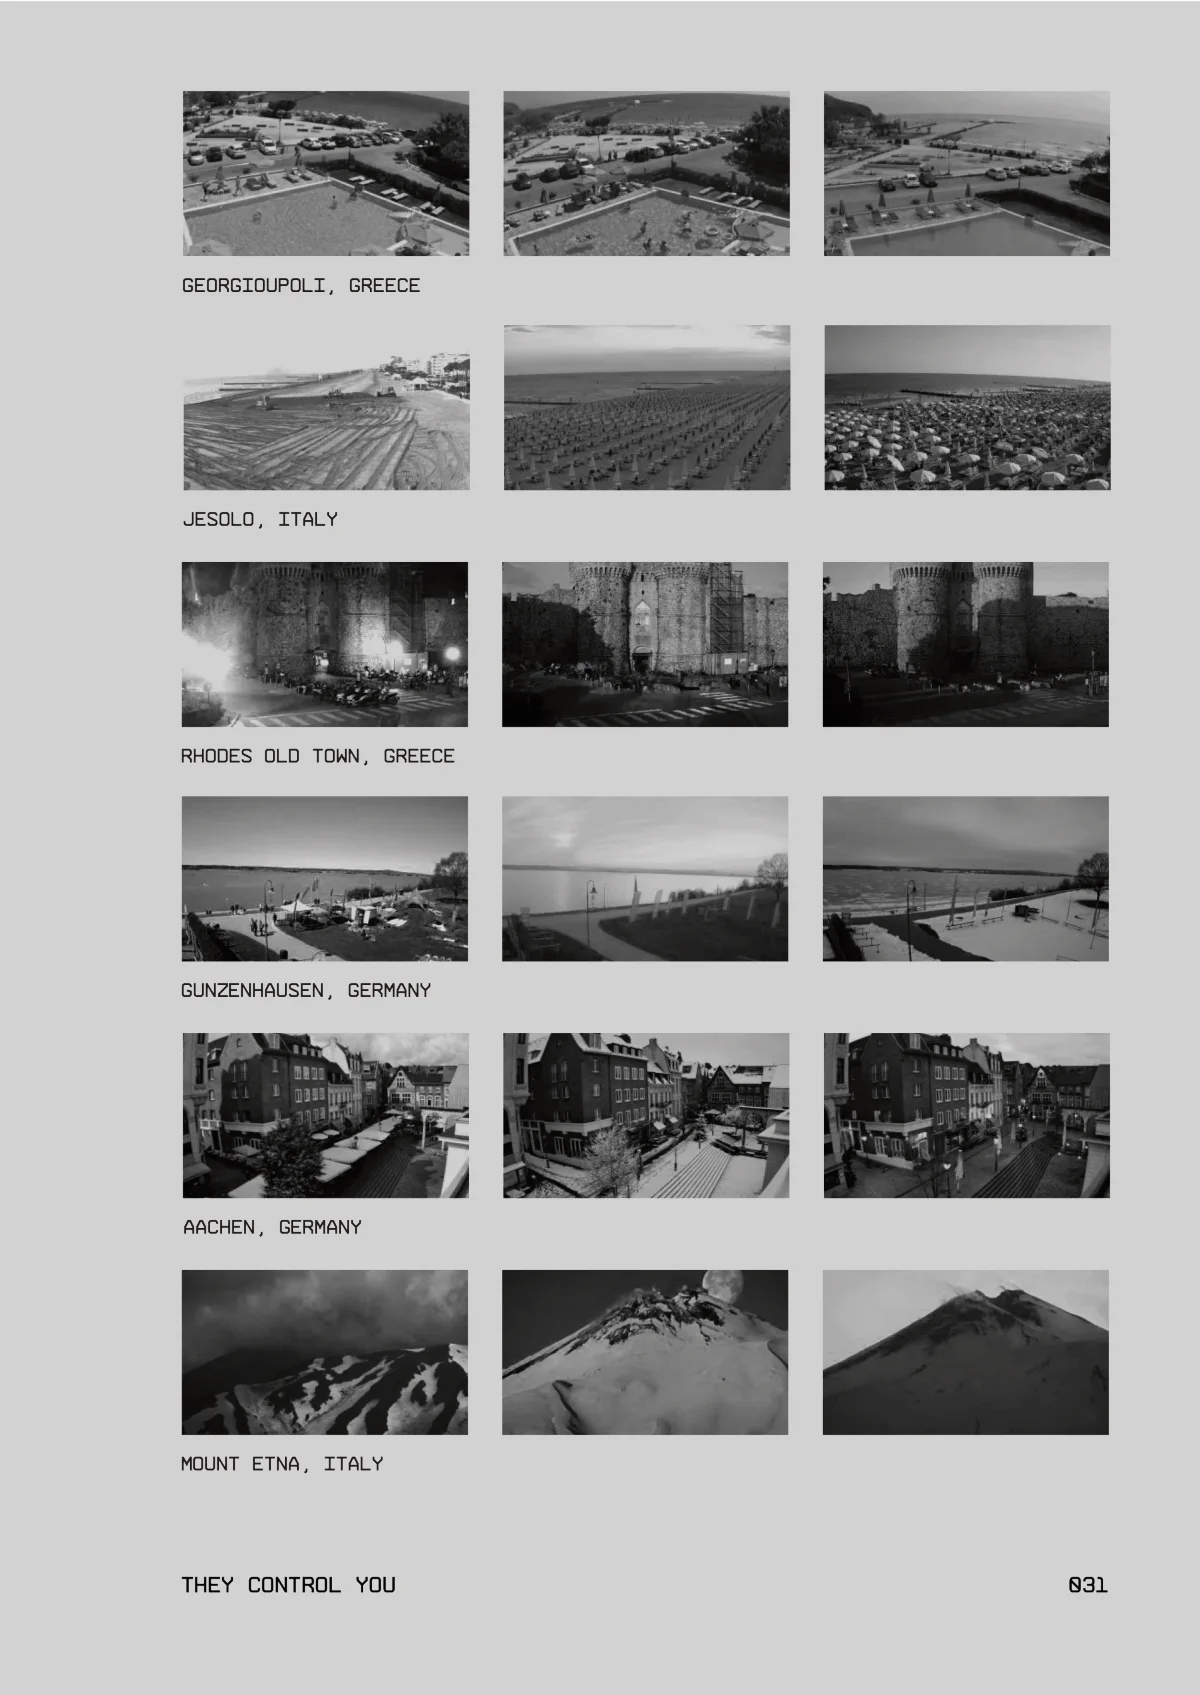 GEORGIOUPOLI, GREECE
JESOLO, ITALY
RHODES OLD TOWN, GREECE
GUNZENHAUSEN, GERMANY
AACHEN, GERMANY
MOUNT ETNA, ITALY
THEY CONTROL YOU
031